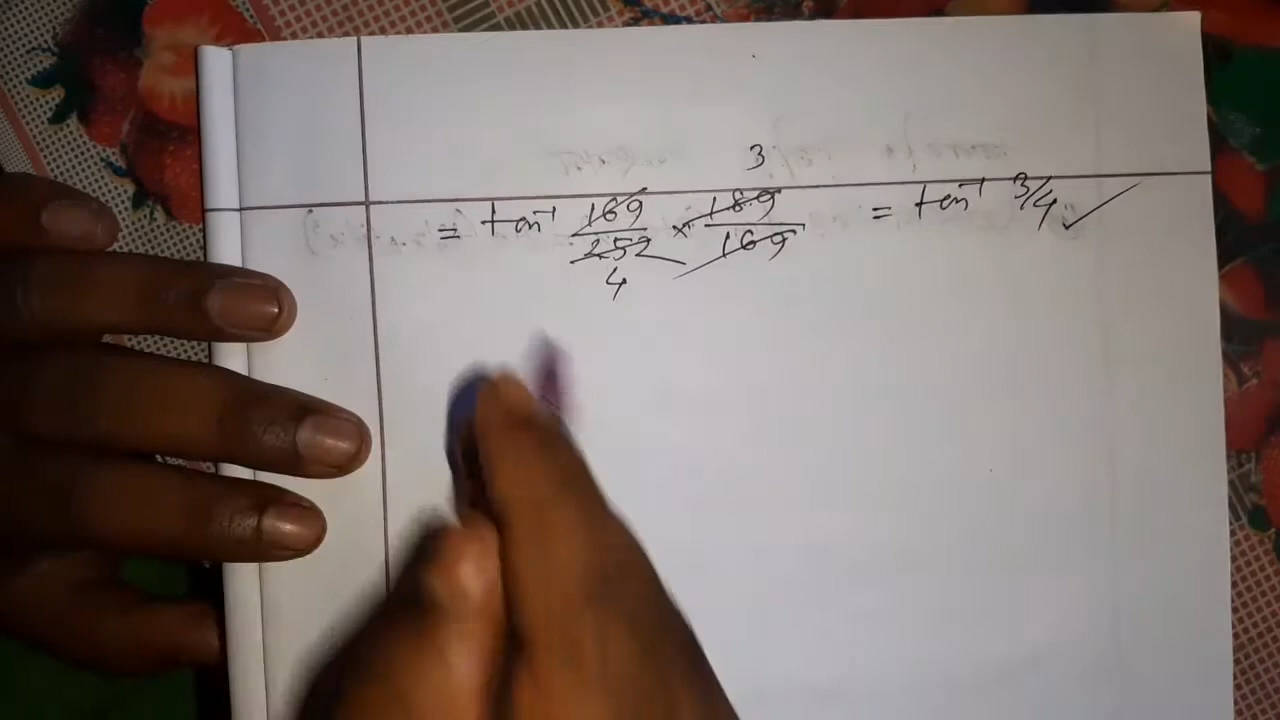 3
= tan⁻¹ 169/252 × 189/169 = tan⁻¹ 3/4 ✓
4